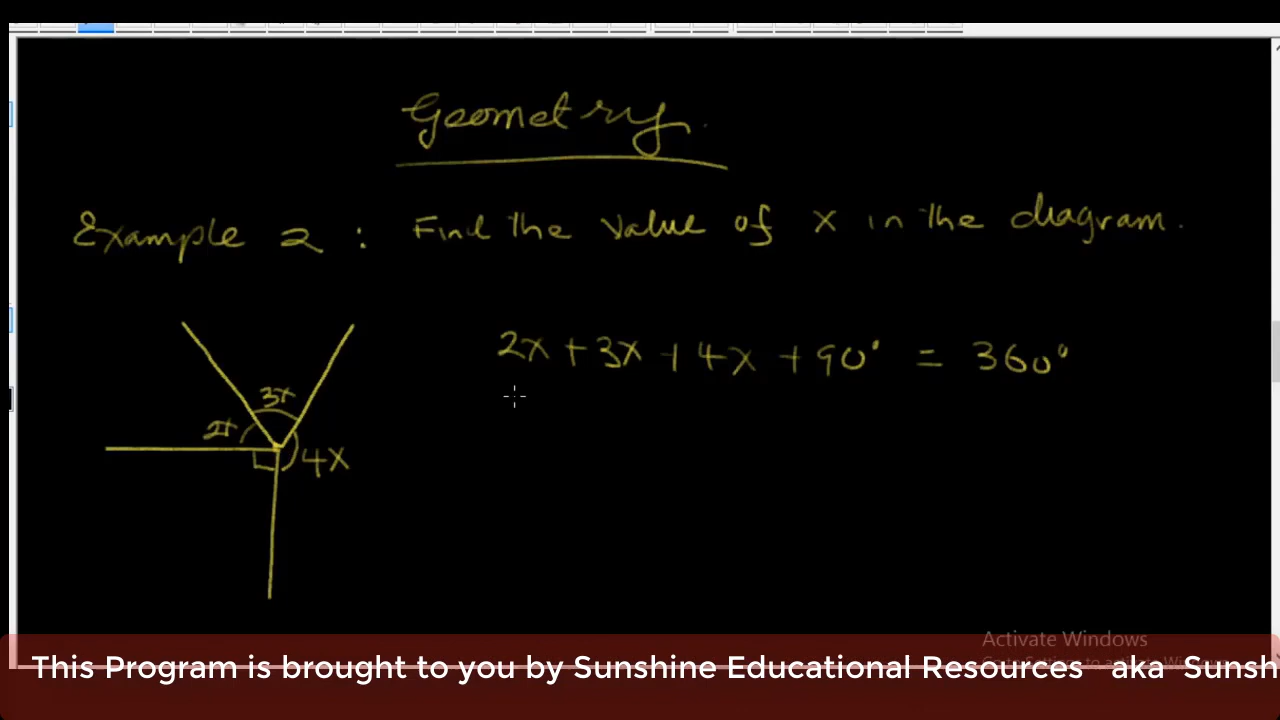 Geometry.
Example 2 : Find the value of x in the diagram.
2x + 3x + 4x + 90° = 360°
3x
2x
4x
Activate Windows
This Program is brought to you by Sunshine Educational Resources aka Sunsh